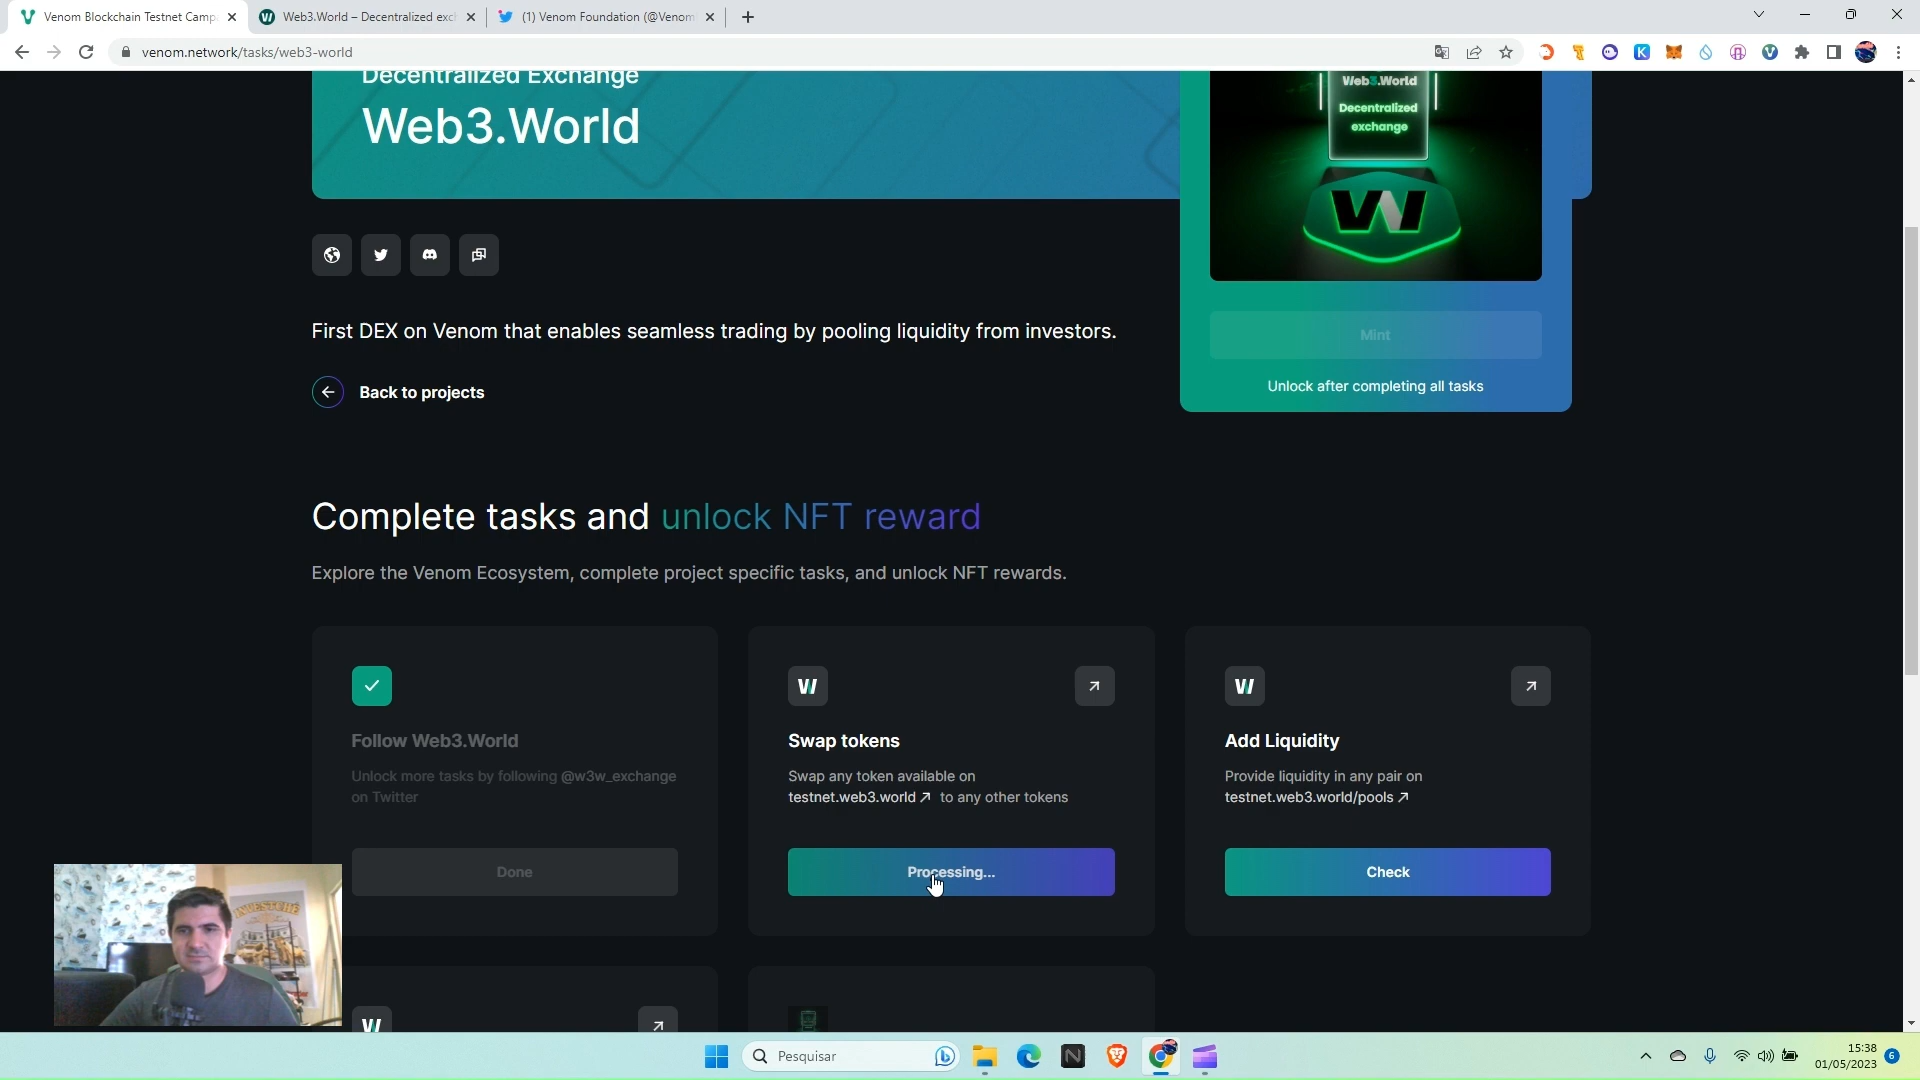 Venom Blockchain Testnet Camp
Web3.World – Decentralized exc
(1) Venom Foundation (@Venom
venom.network/tasks/web3-world
Decentralized Exchange
Web3.World
Web3.World
Decentralized
exchange
First DEX on Venom that enables seamless trading by pooling liquidity from investors.
Mint
Unlock after completing all tasks
Back to projects
Complete tasks and unlock NFT reward
Explore the Venom Ecosystem, complete project specific tasks, and unlock NFT rewards.
Follow Web3.World
Unlock more tasks by following @w3w_exchange
on Twitter
Done
Swap tokens
Swap any token available on
testnet.web3.world to any other tokens
Processing...
Add Liquidity
Provide liquidity in any pair on
testnet.web3.world/pools
Check
INVESTURE
Pesquisar
15:38
01/05/2023
6